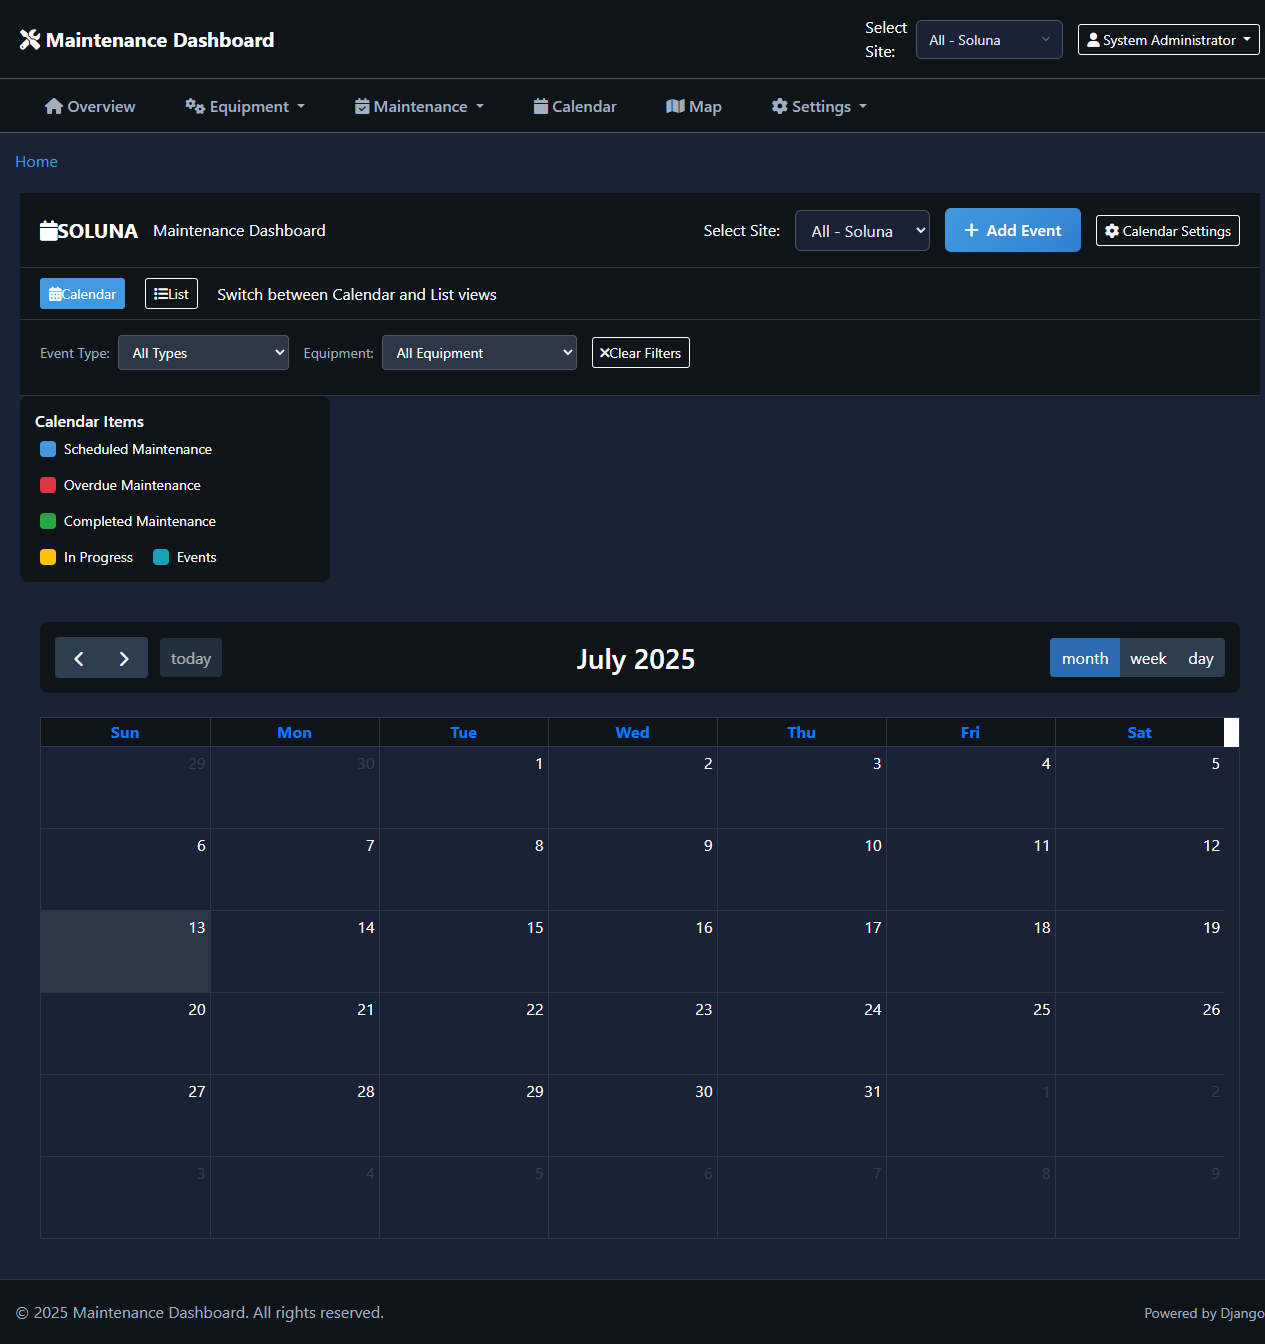 Maintenance Dashboard
Select Site:
All - Soluna
System Administrator
Overview
Equipment
Maintenance
Calendar
Map
Settings
Home
SOLUNA Maintenance Dashboard
Select Site:
All - Soluna
Add Event
Calendar Settings
Calendar
List
Switch between Calendar and List views
Event Type:
All Types
Equipment:
All Equipment
Clear Filters
Calendar Items
Scheduled Maintenance
Overdue Maintenance
Completed Maintenance
In Progress
Events
today
July 2025
month week day
Sun Mon Tue Wed Thu Fri Sat
29 30 1 2 3 4 5
6 7 8 9 10 11 12
13 14 15 16 17 18 19
20 21 22 23 24 25 26
27 28 29 30 31 1 2
3 4 5 6 7 8 9
© 2025 Maintenance Dashboard. All rights reserved.
Powered by Django